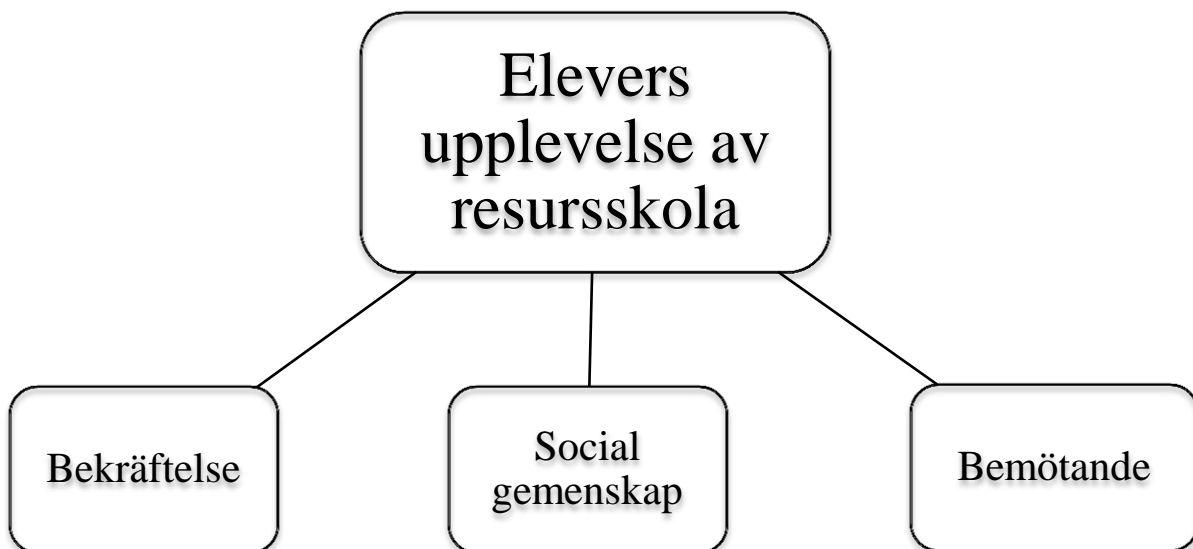 Elevers
upplevelse av
resursskola
Bekräftelse
Social
gemenskap
Bemötande